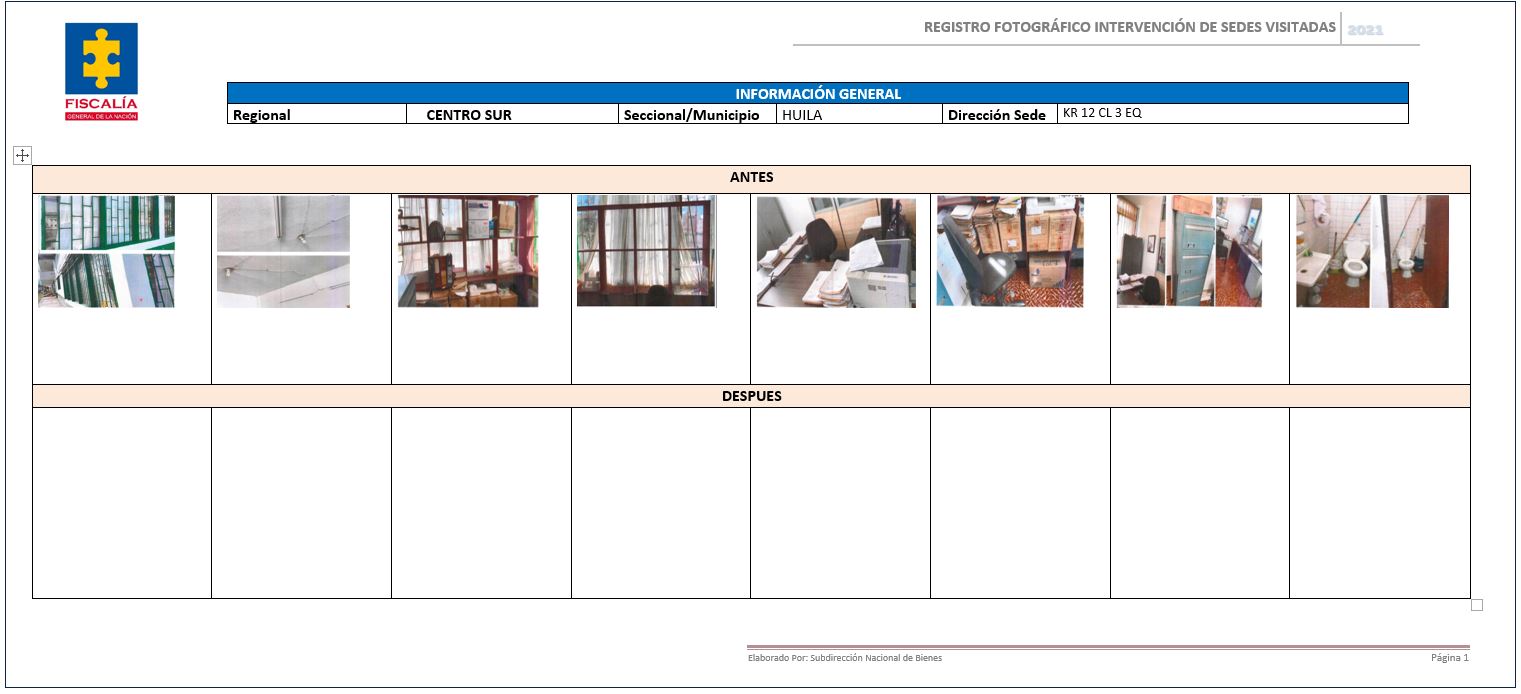 REGISTRO FOTOGRÁFICO INTERVENCIÓN DE SEDES VISITADAS 2021
FISCALÍA
GENERAL DE LA NACIÓN
INFORMACIÓN GENERAL
Regional CENTRO SUR Seccional/Municipio HUILA Dirección Sede KR 12 CL 3 EQ
ANTES
DESPUES
Elaborado Por: Subdirección Nacional de Bienes Página 1